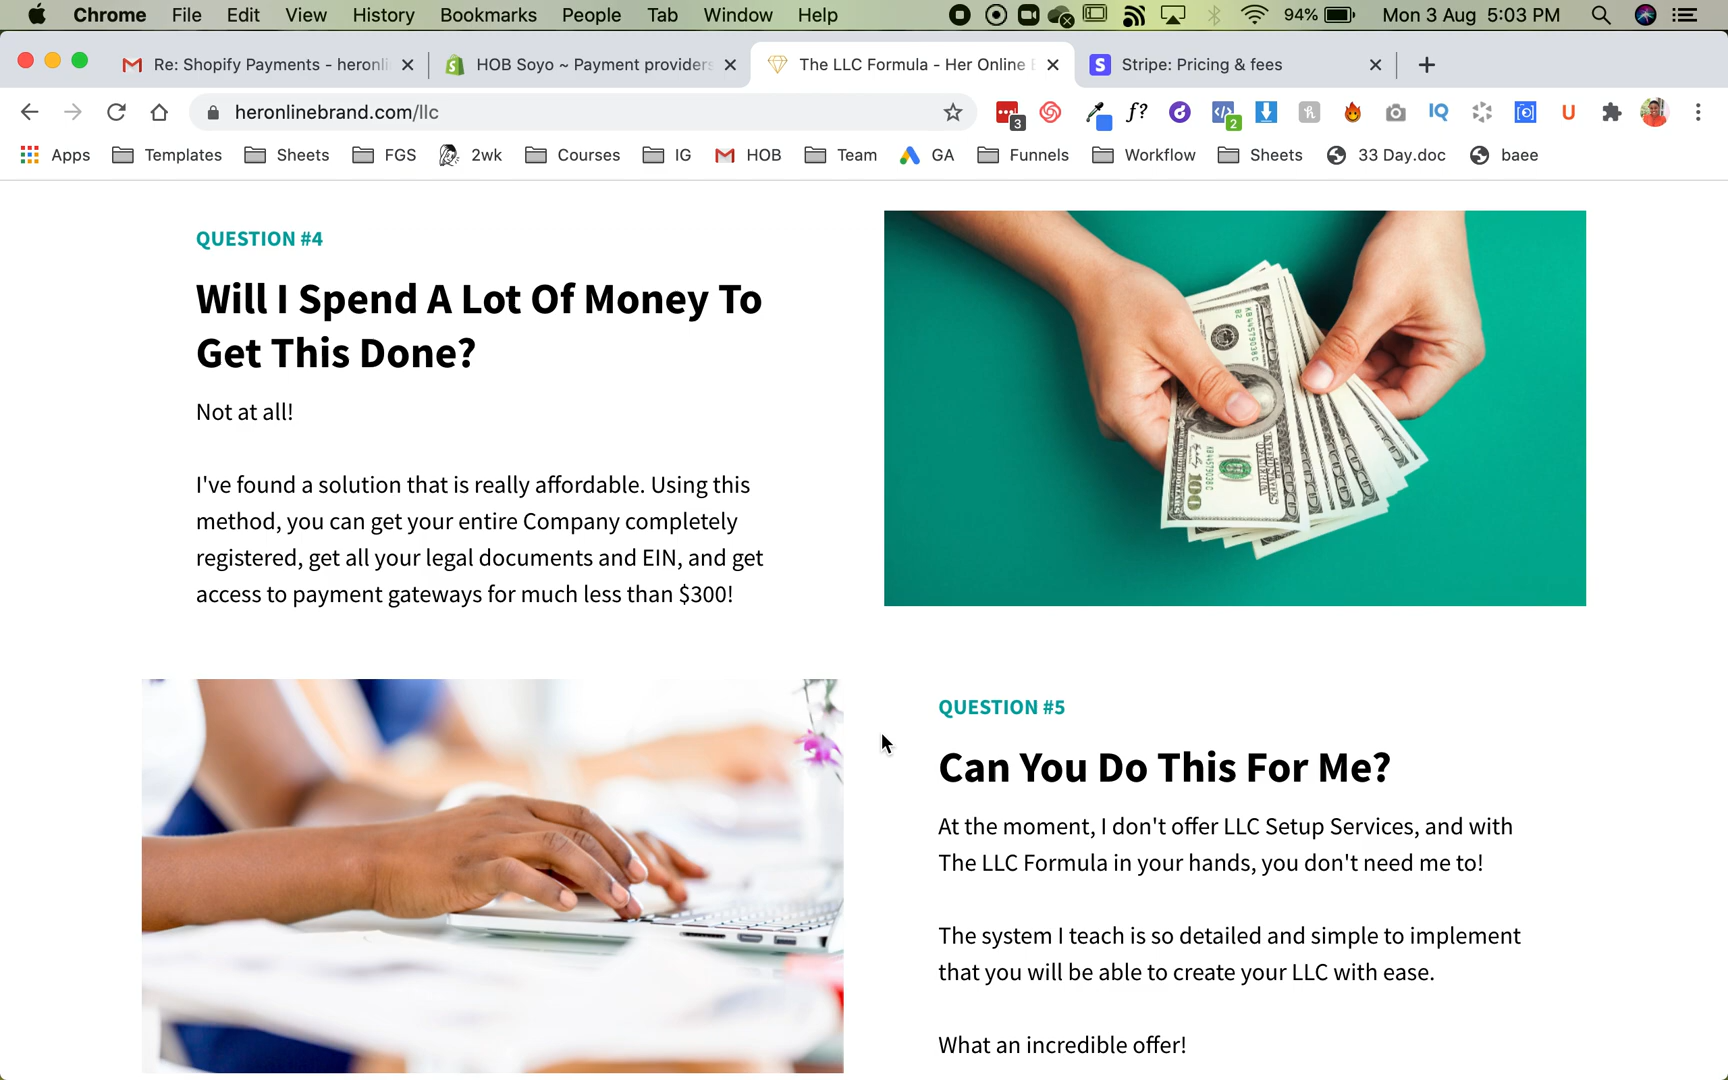 Chrome File Edit View History Bookmarks People Tab Window Help 94% Mon 3 Aug 5:03 PM
Re: Shopify Payments - heronli
HOB Soyo ~ Payment providers
The LLC Formula - Her Online
Stripe: Pricing & fees
heronlinebrand.com/llc
Apps Templates Sheets FGS 2wk Courses IG HOB Team GA Funnels Workflow Sheets 33 Day.doc baee
QUESTION #4
Will I Spend A Lot Of Money To
Get This Done?
Not at all!
I've found a solution that is really affordable. Using this
method, you can get your entire Company completely
registered, get all your legal documents and EIN, and get
access to payment gateways for much less than $300!
QUESTION #5
Can You Do This For Me?
At the moment, I don't offer LLC Setup Services, and with
The LLC Formula in your hands, you don't need me to!
The system I teach is so detailed and simple to implement
that you will be able to create your LLC with ease.
What an incredible offer!